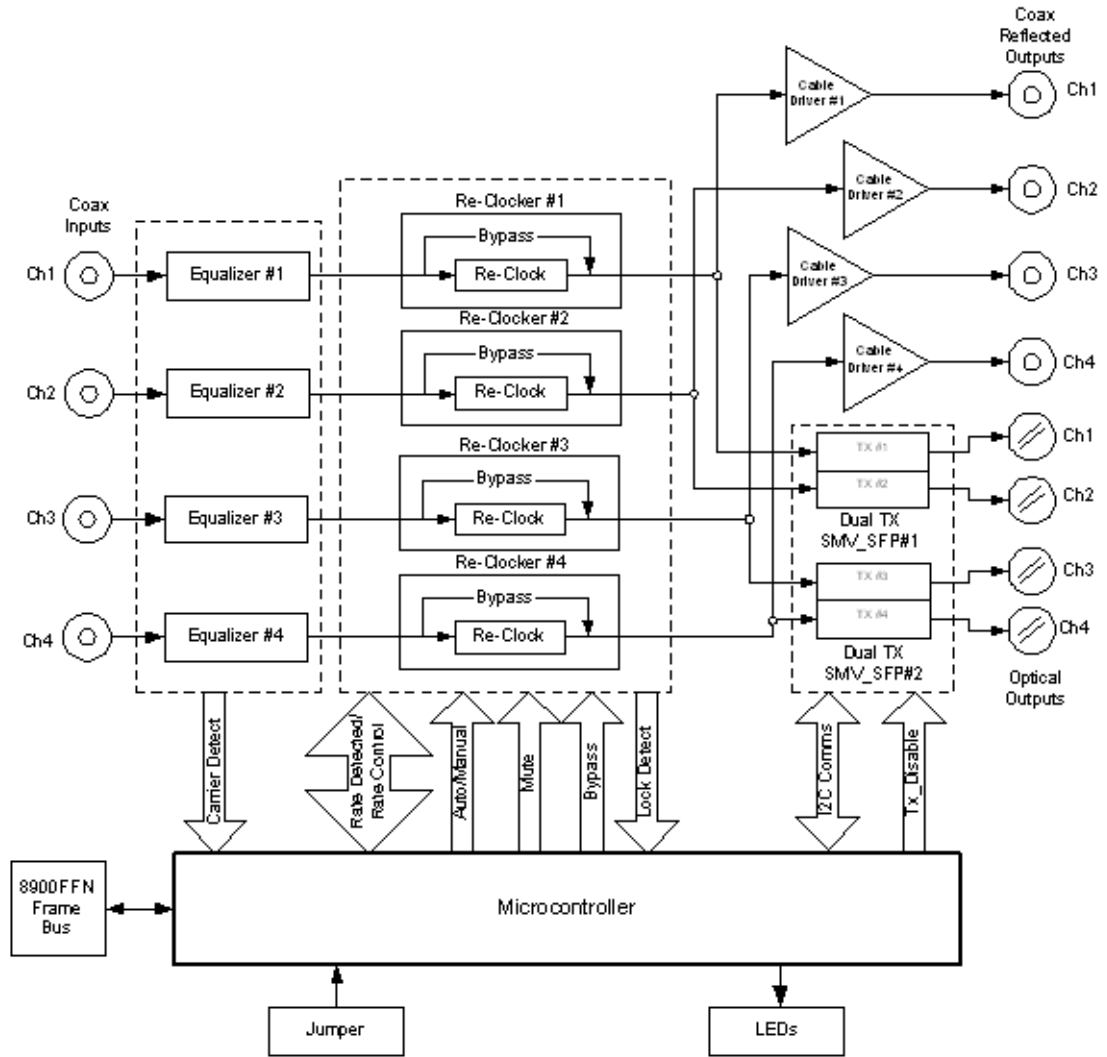 Coax
Reflected
Outputs
Cable
Driver #1
Ch1
Cable
Driver #2
Ch2
Cable
Driver #3
Ch3
Cable
Driver #4
Ch4
Coax
Inputs
Ch1
Equalizer #1
Re-Clocker #1
Bypass
Re-Clock
Ch2
Equalizer #2
Re-Clocker #2
Bypass
Re-Clock
Ch3
Equalizer #3
Re-Clocker #3
Bypass
Re-Clock
Ch4
Equalizer #4
Re-Clocker #4
Bypass
Re-Clock
TX #1
Ch1
TX #2
Ch2
Dual TX
SMV_SFP#1
TX #3
Ch3
TX #4
Ch4
Dual TX
SMV_SFP#2
Optical
Outputs
Carrier Detect
Rate Detected/
Rate Control
Auto/Manual
Mute
Bypass
Lock Detect
I2C Comms
Tx_Disable
8900FFN
Frame
Bus
Microcontroller
Jumper
LEDs